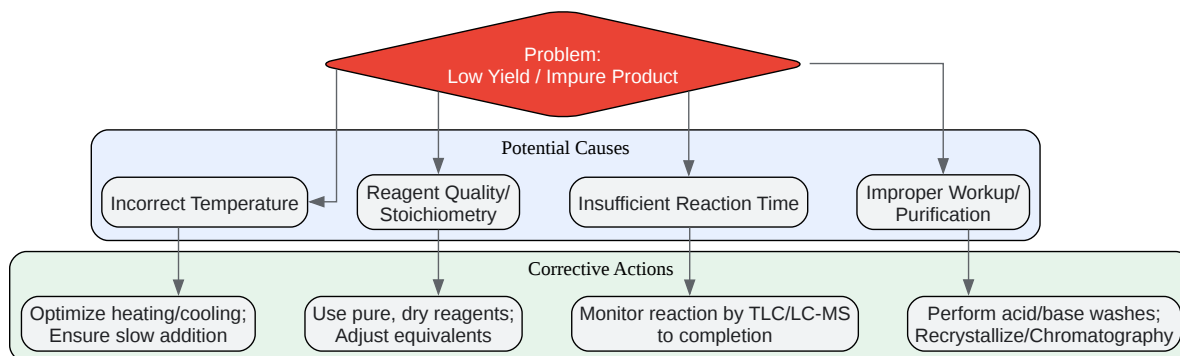 Problem:
Low Yield / Impure Product
Potential Causes
Incorrect Temperature
Reagent Quality/
Stoichiometry
Insufficient Reaction Time
Improper Workup/
Purification
Corrective Actions
Optimize heating/cooling;
Ensure slow addition
Use pure, dry reagents;
Adjust equivalents
Monitor reaction by TLC/LC-MS
to completion
Perform acid/base washes;
Recrystallize/Chromatography